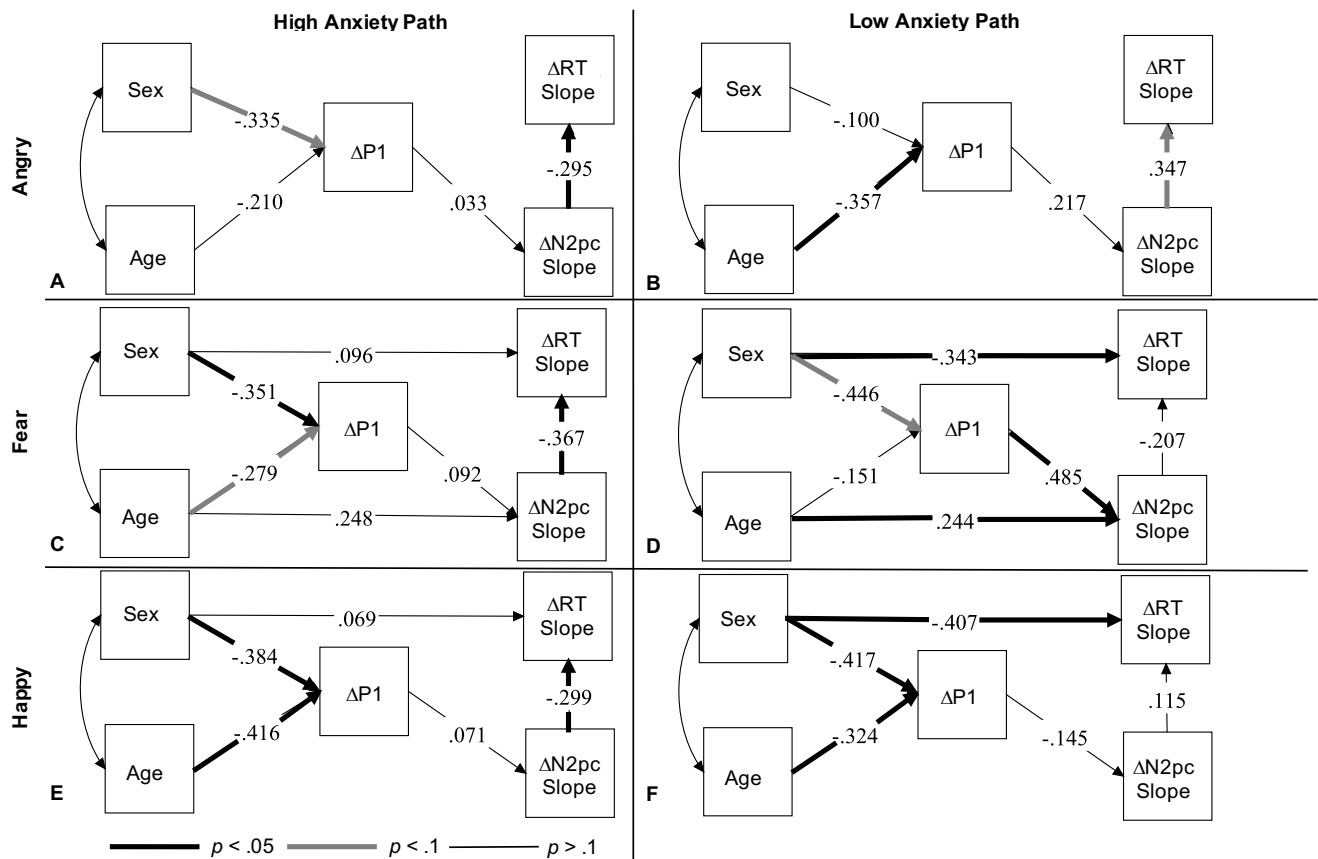 High Anxiety Path
Low Anxiety Path
Angry
Sex
Age
ΔP1
ΔRT
Slope
ΔN2pc
Slope
-.335
-.210
.033
-.295
A
Sex
Age
ΔP1
ΔRT
Slope
ΔN2pc
Slope
-.100
-.357
.217
.347
B
Fear
Sex
Age
ΔP1
ΔRT
Slope
ΔN2pc
Slope
.096
-.351
-.279
.092
-.367
.248
C
Sex
Age
ΔP1
ΔRT
Slope
ΔN2pc
Slope
-.343
-.446
-.151
.485
-.207
.244
D
Happy
Sex
Age
ΔP1
ΔRT
Slope
ΔN2pc
Slope
.069
-.384
-.416
.071
-.299
E
Sex
Age
ΔP1
ΔRT
Slope
ΔN2pc
Slope
-.407
-.417
-.324
-.145
.115
F
p < .05
p < .1
p > .1